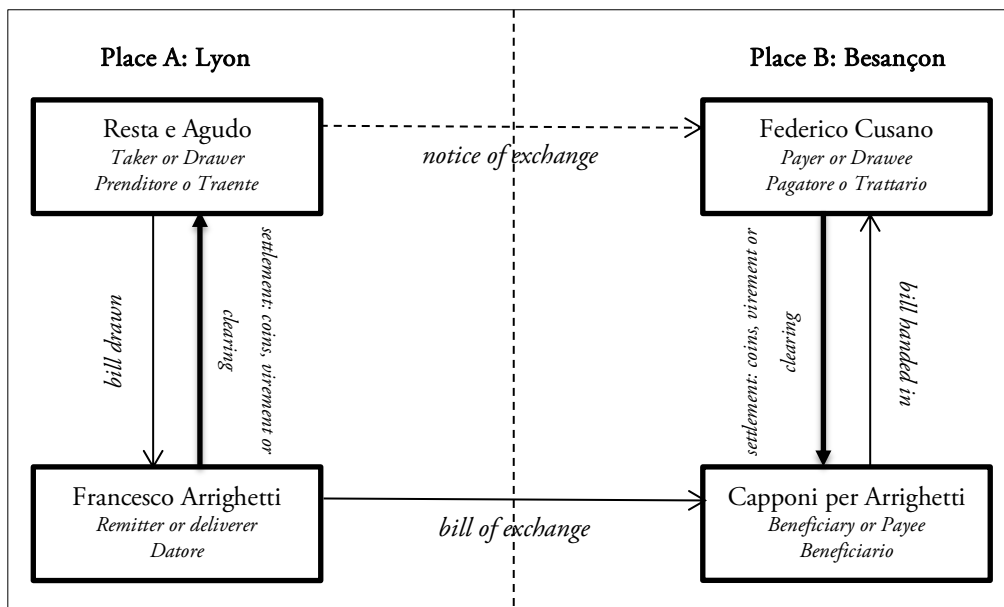 Place A: Lyon
Place B: Besançon
Resta e Agudo
Taker or Drawer
Prenditore o Traente
notice of exchange
Federico Cusano
Payer or Drawee
Pagatore o Trattario
bill drawn
settlement: coins, virement or
clearing
settlement: coins, virement or
clearing
bill handed in
Francesco Arrighetti
Remitter or deliverer
Datore
bill of exchange
Capponi per Arrighetti
Beneficiary or Payee
Beneficiario